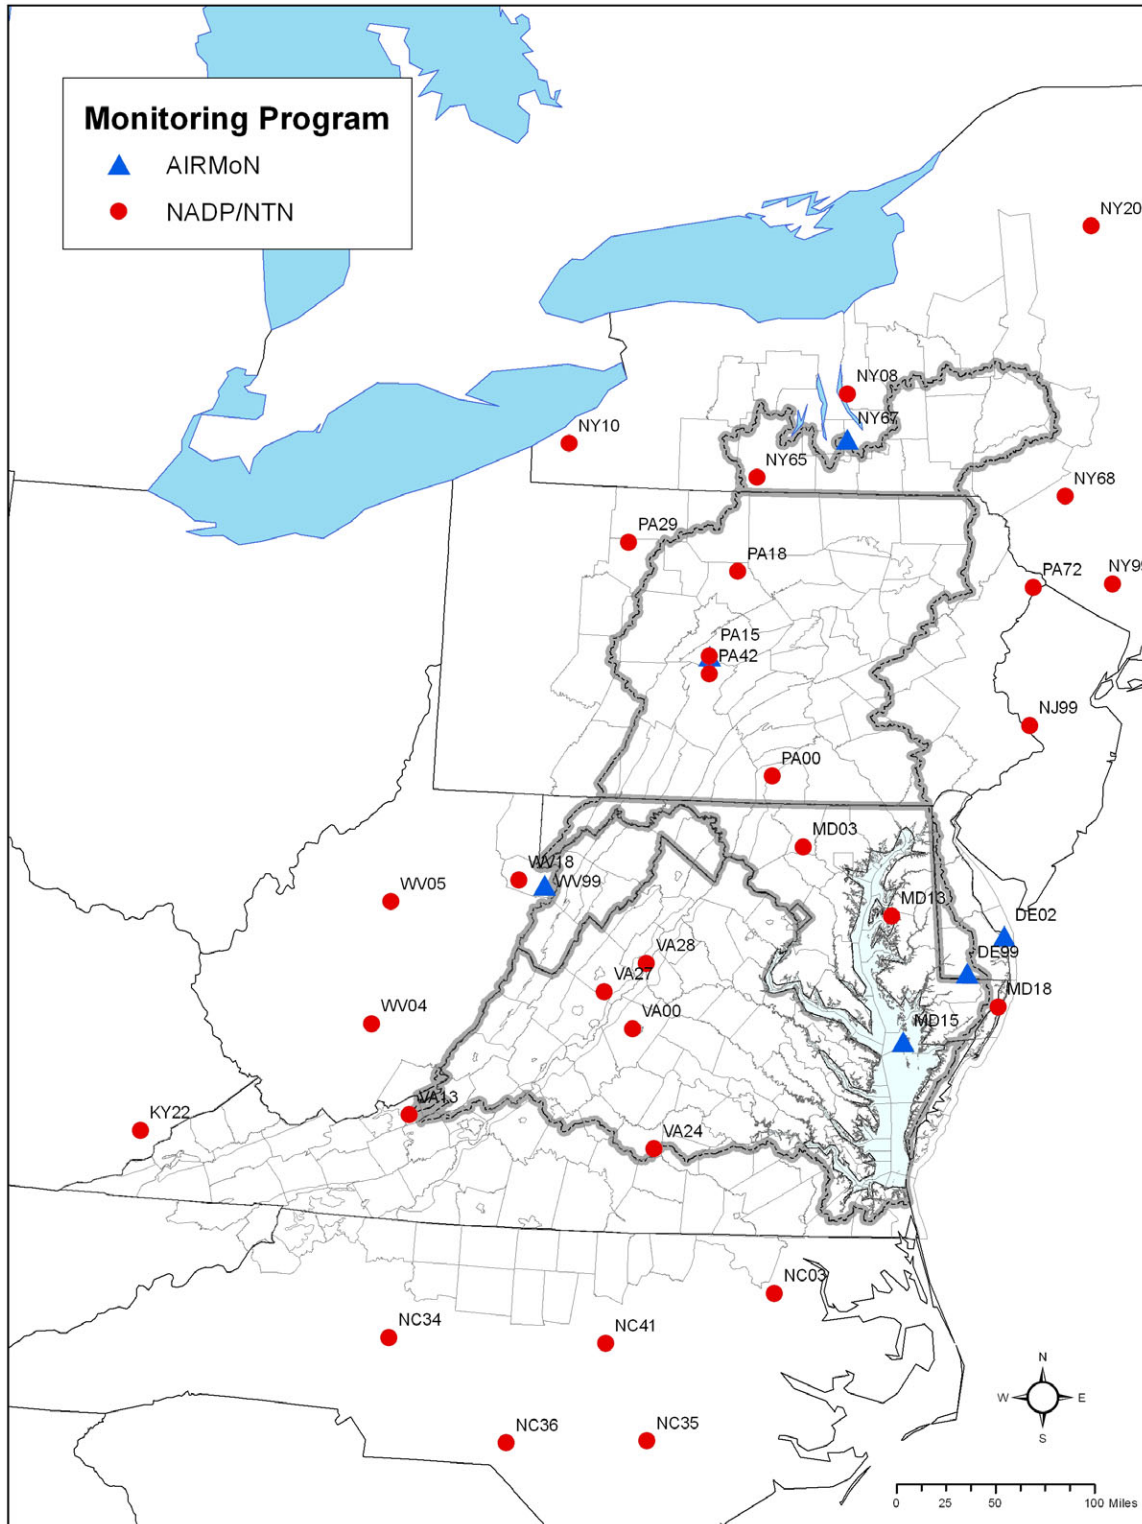 Monitoring Program
AIRMoN
NADP/NTN
NY20
NY08
NY67
NY10
NY65
NY68
PA29
PA18
PA72
NY99
PA15
PA42
NJ99
PA00
MD03
WV18
WV99
WV05
MD13
DE02
VA28
DE99
VA27
MD18
WV04
VA00
MD15
VA13
KY22
VA24
NC03
NC34
NC41
NC36
NC35
N
W E
S
0 25 50 100 Miles